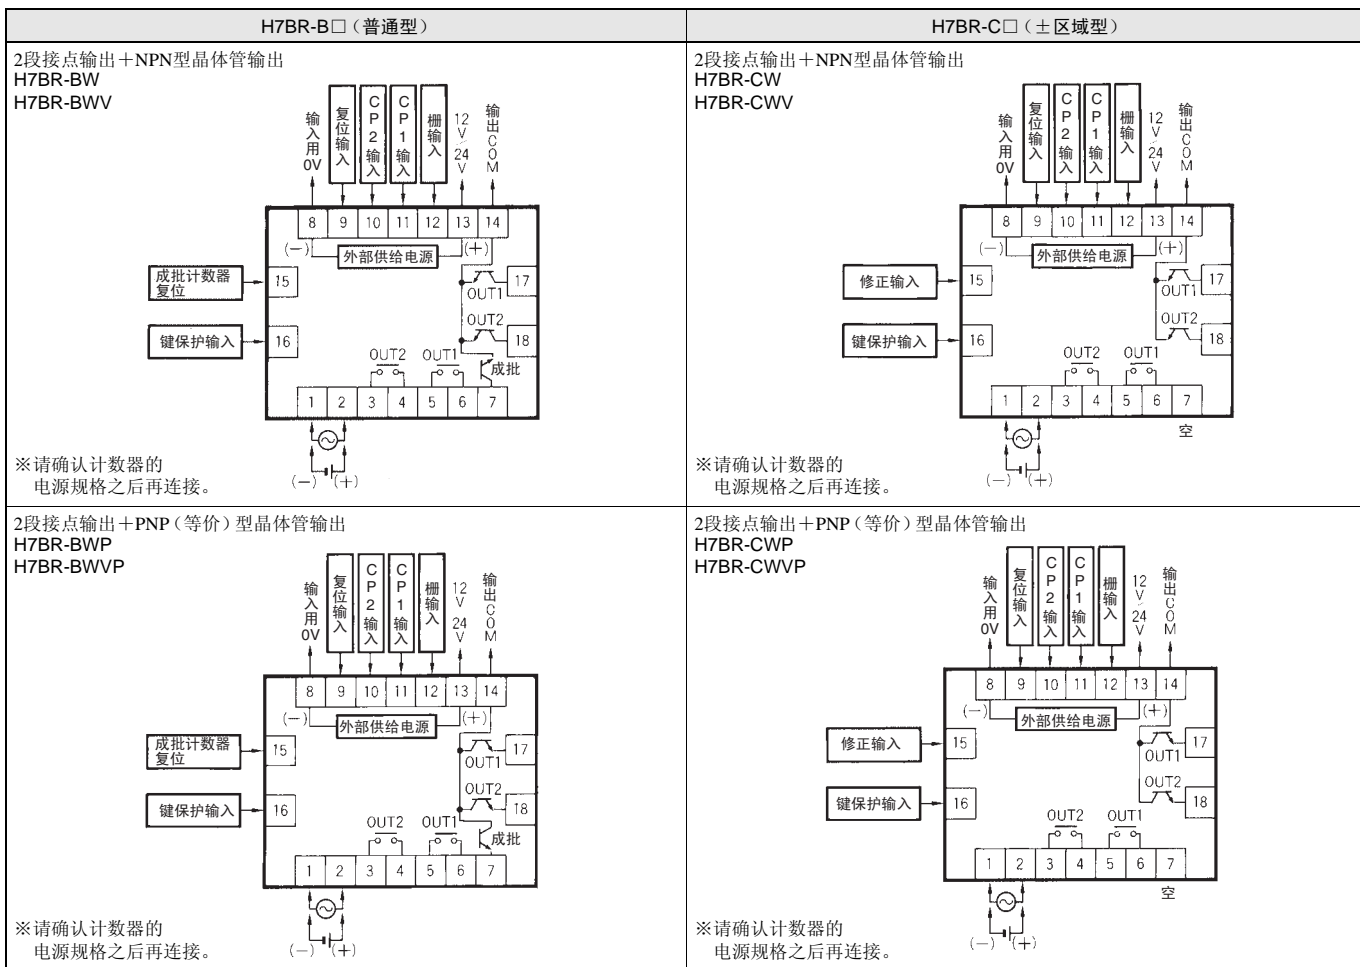 H7BR-B□（普通型）
H7BR-C□（±区域型）
2段接点输出＋NPN型晶体管输出
H7BR-BW
H7BR-BWV
输入用0V
复位输入
CP2输入
CP1输入
栅输入
12V/24V
输出COM
8 9 10 11 12 13 14
(－) 外部供给电源 (＋)
成批计数器
复位
15
17
OUT1
OUT2
键保护输入
16
18
OUT2 OUT1 成批
1 2 3 4 5 6 7
(－) (＋)
※请确认计数器的
电源规格之后再连接。
2段接点输出＋NPN型晶体管输出
H7BR-CW
H7BR-CWV
输入用0V
复位输入
CP2输入
CP1输入
栅输入
12V/24V
输出COM
8 9 10 11 12 13 14
(－) 外部供给电源 (＋)
修正输入
15
17
OUT1
OUT2
键保护输入
16
18
OUT2 OUT1
1 2 3 4 5 6 7
空
(－) (＋)
※请确认计数器的
电源规格之后再连接。
2段接点输出＋PNP（等价）型晶体管输出
H7BR-BWP
H7BR-BWVP
输入用0V
复位输入
CP2输入
CP1输入
栅输入
12V/24V
输出COM
8 9 10 11 12 13 14
(－) 外部供给电源 (＋)
成批计数器
复位
15
17
OUT1
OUT2
键保护输入
16
18
OUT2 OUT1 成批
1 2 3 4 5 6 7
(－) (＋)
※请确认计数器的
电源规格之后再连接。
2段接点输出＋PNP（等价）型晶体管输出
H7BR-CWP
H7BR-CWVP
输入用0V
复位输入
CP2输入
CP1输入
栅输入
12V/24V
输出COM
8 9 10 11 12 13 14
(－) 外部供给电源 (＋)
修正输入
15
17
OUT1
OUT2
键保护输入
16
18
OUT2 OUT1
1 2 3 4 5 6 7
空
(－) (＋)
※请确认计数器的
电源规格之后再连接。